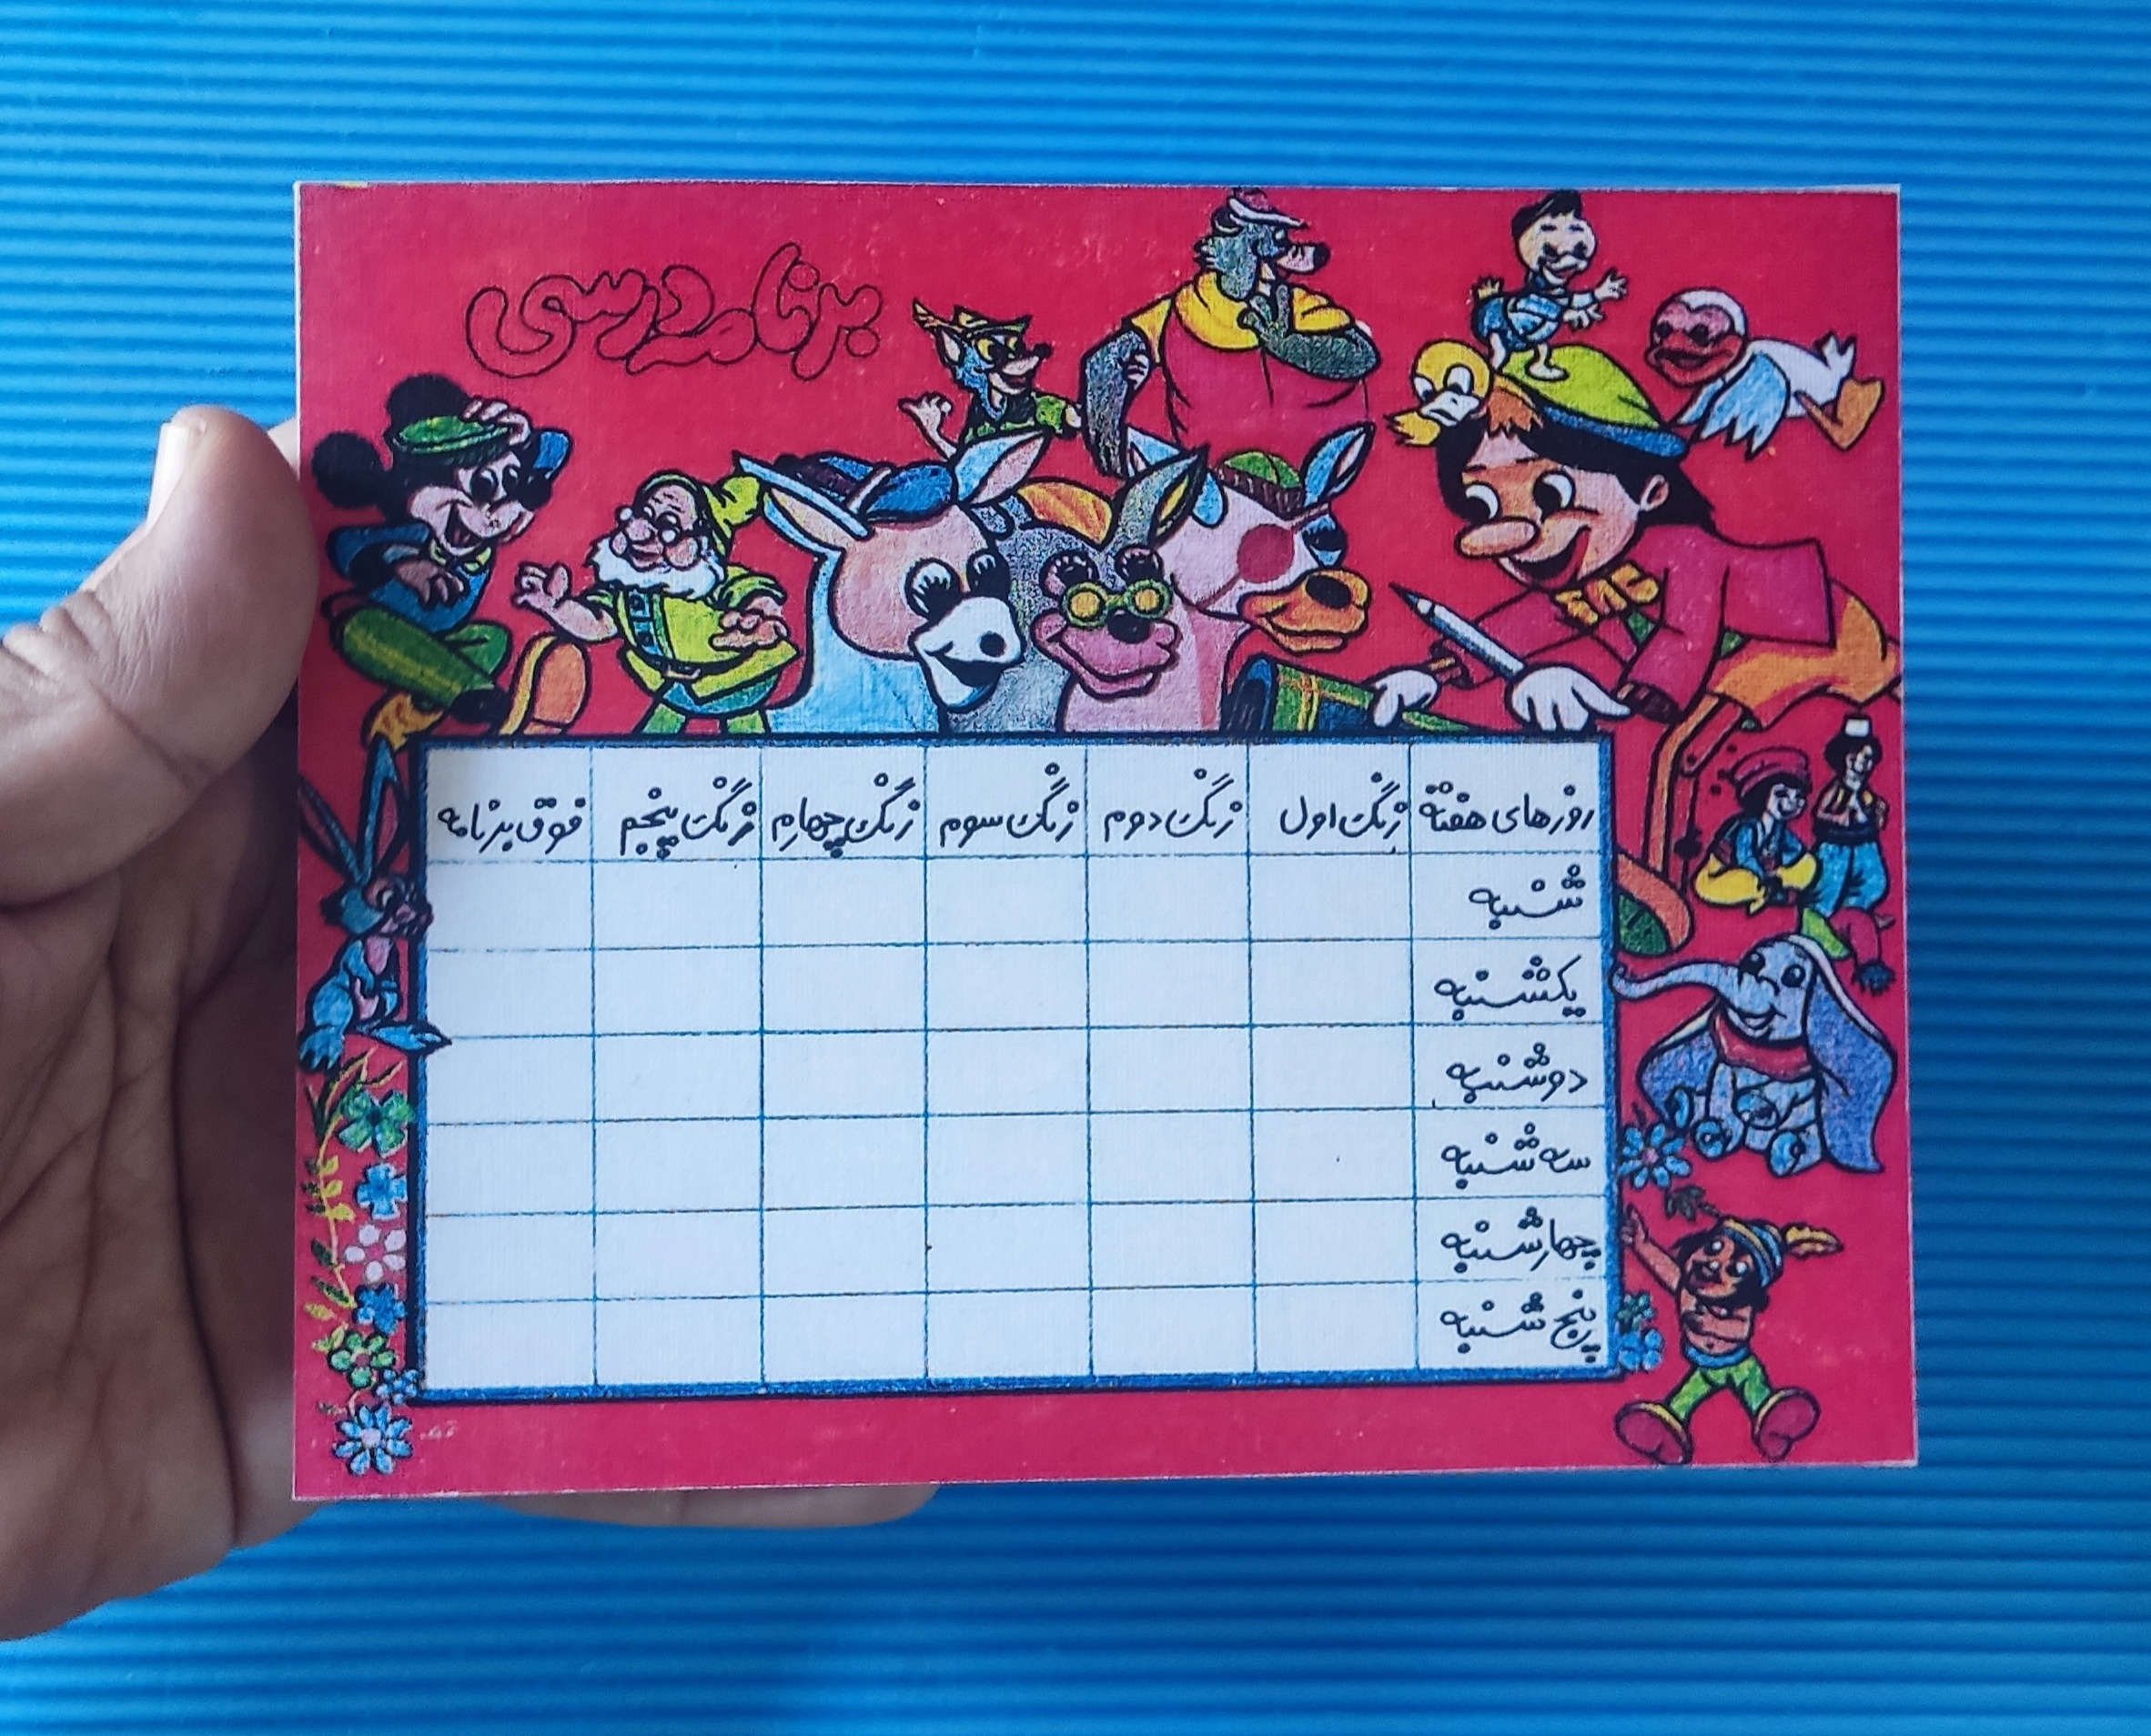 برنامه درسی
روزهای هفته زنگ اول زنگ دوم زنگ سوم زنگ چهارم زنگ پنجم فوق برنامه
شنبه
یکشنبه
دوشنبه
سه شنبه
چهارشنبه
پنج شنبه